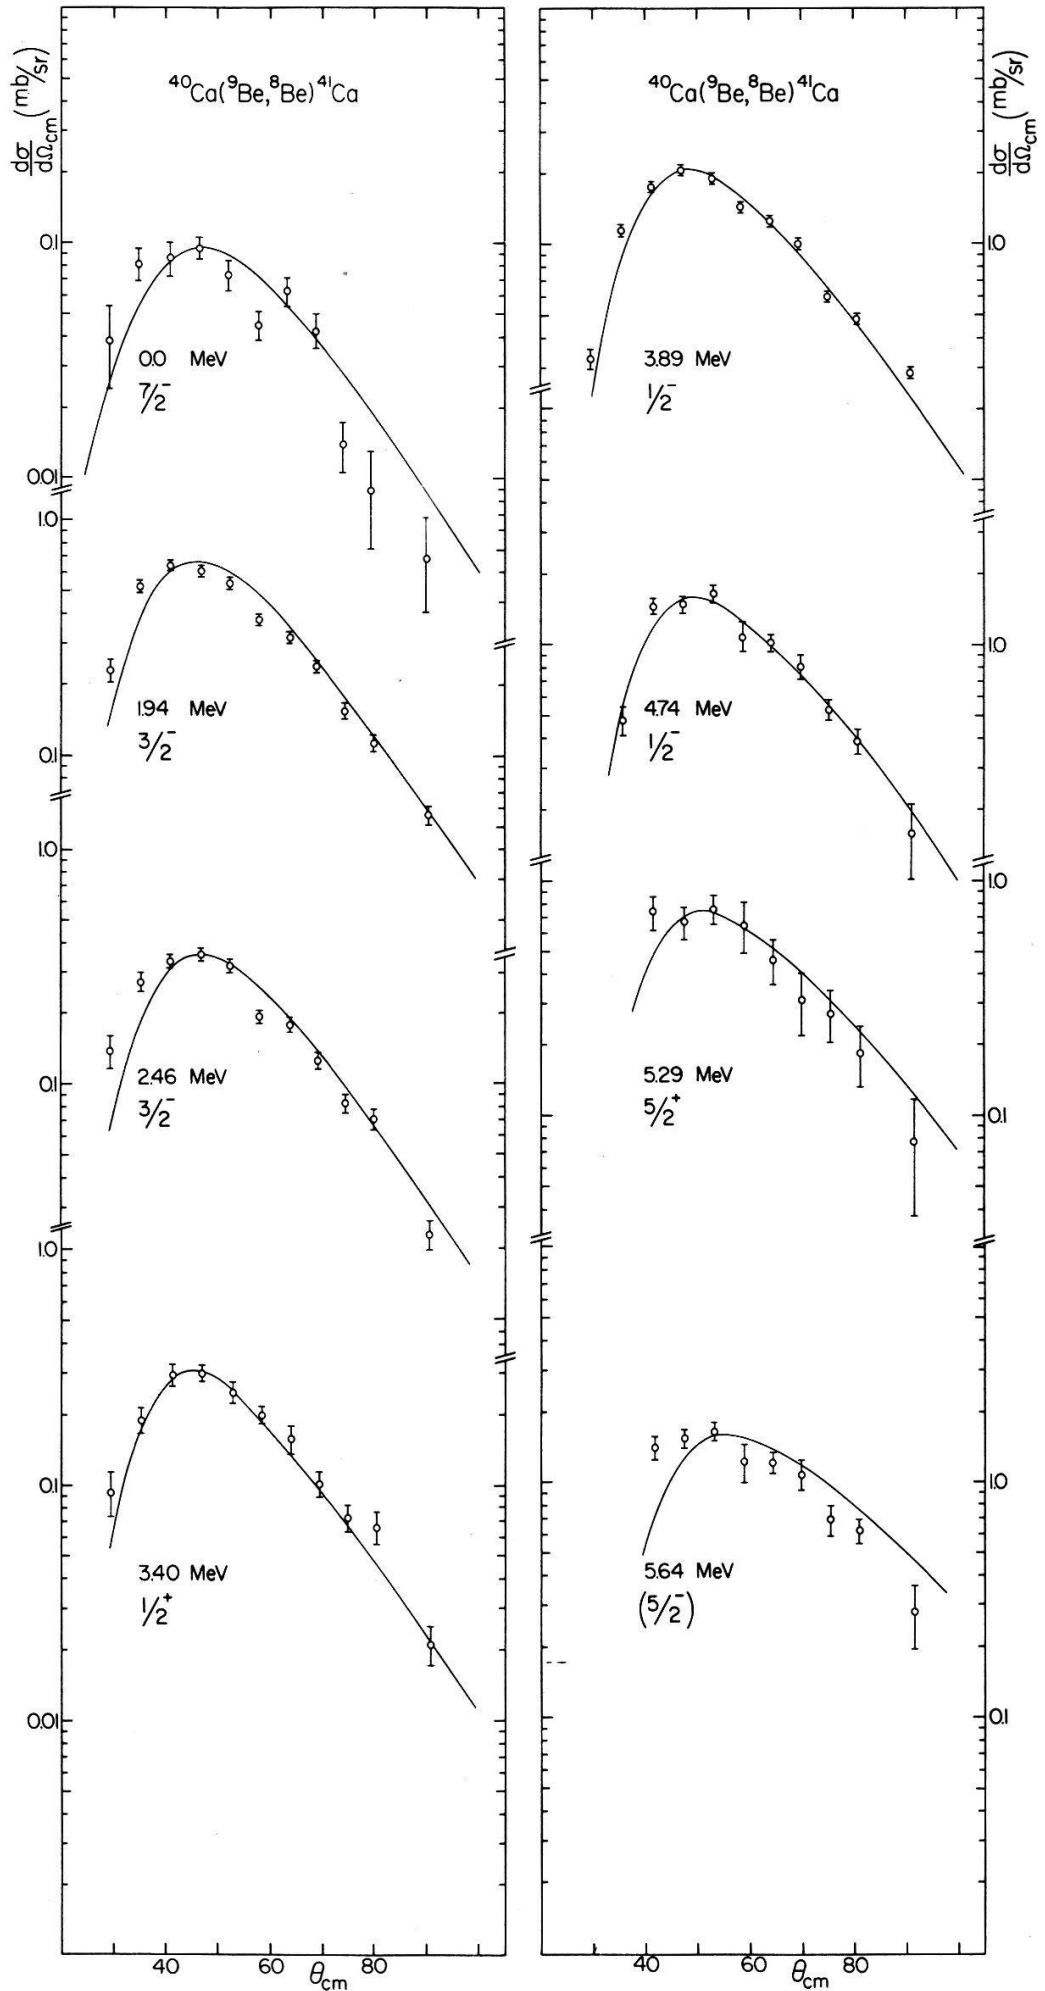 dσ/dΩcm (mb/sr)
⁴⁰Ca(⁹Be,⁸Be)⁴¹Ca
0.1
0.0 MeV
7/2⁻
0.01
1.0
1.94 MeV
3/2⁻
0.1
1.0
2.46 MeV
3/2⁻
0.1
1.0
0.1
3.40 MeV
1/2⁺
0.01
40 60 80
θcm
⁴⁰Ca(⁹Be,⁸Be)⁴¹Ca
dσ/dΩcm (mb/sr)
1.0
3.89 MeV
1/2⁻
1.0
4.74 MeV
1/2⁻
1.0
5.29 MeV
5/2⁺
0.1
1.0
5.64 MeV
(5/2⁻)
0.1
40 60 80
θcm